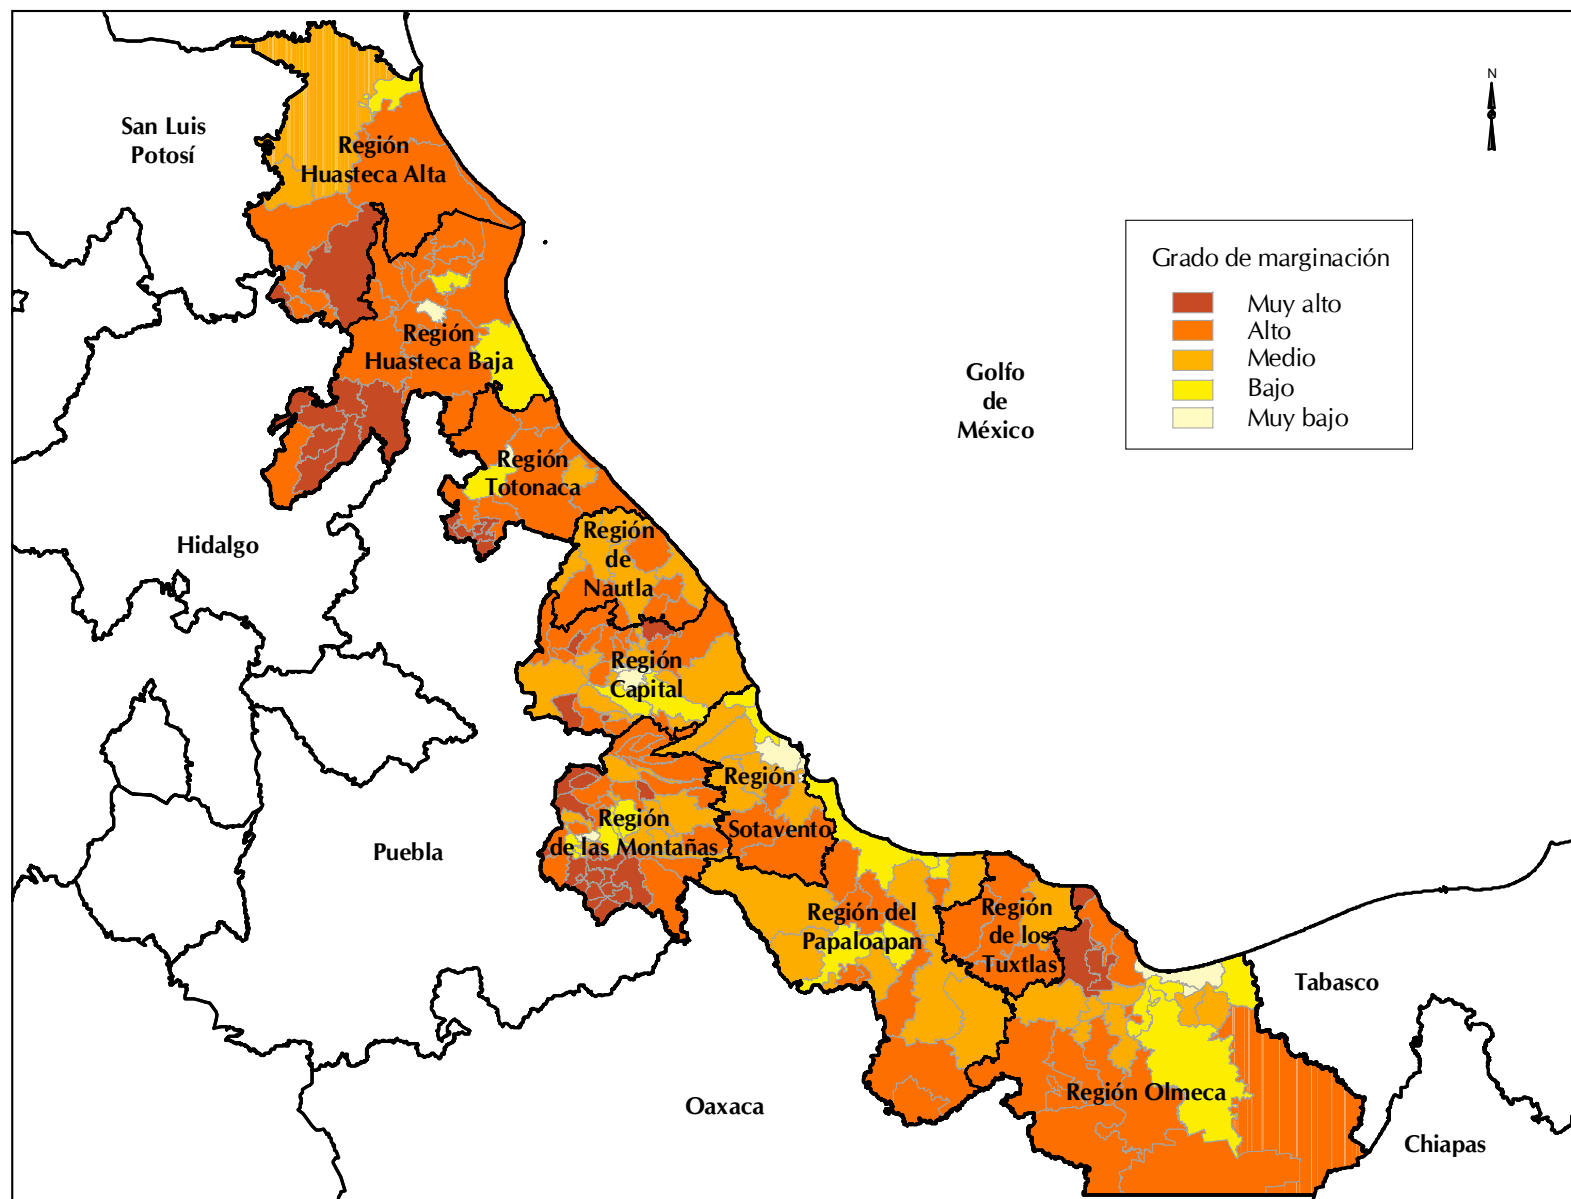 N
San Luis
Potosí
Región
Huasteca Alta
Grado de marginación
Muy alto
Alto
Medio
Bajo
Muy bajo
Región
Huasteca Baja
Golfo
de
México
Región
Totonaca
Hidalgo
Región
de
Nautla
Región
Capital
Región
Sotavento
Región
de las Montañas
Puebla
Región del
Papaloapan
Región
de los
Tuxtlas
Tabasco
Región Olmeca
Oaxaca
Chiapas